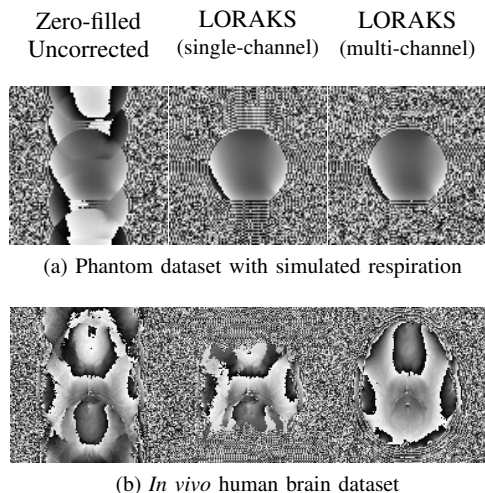 Zero-filled LORAKS LORAKS
Uncorrected (single-channel) (multi-channel)
(a) Phantom dataset with simulated respiration
(b) In vivo human brain dataset